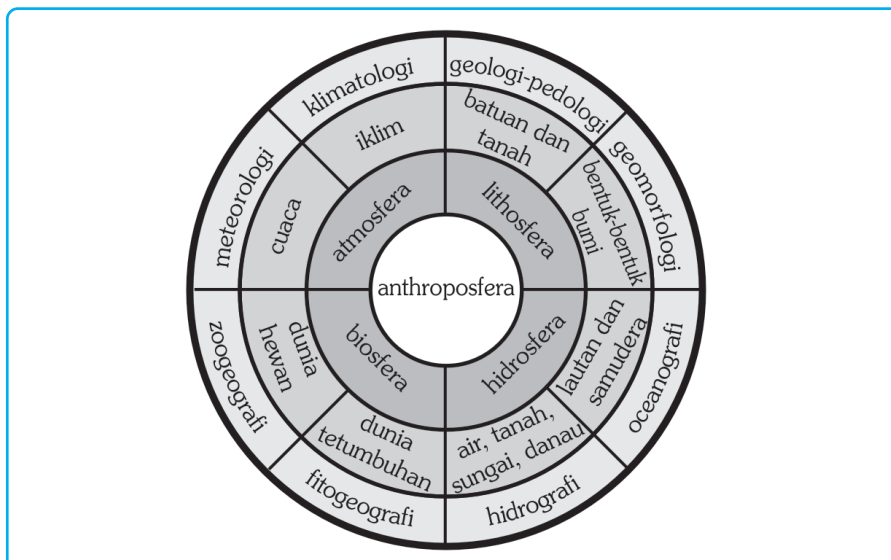 klimatologi
geologi-pedologi
iklim
batuan dan
tanah
meteorologi
geomorfologi
cuaca
bentuk-bentuk
bumi
atmosfera
lithosfera
anthroposfera
biosfera
hidrosfera
dunia
hewan
lautan dan
samudera
zoogeografi
oceanografi
dunia
tetumbuhan
air, tanah,
sungai, danau
fitogeografi
hidrografi